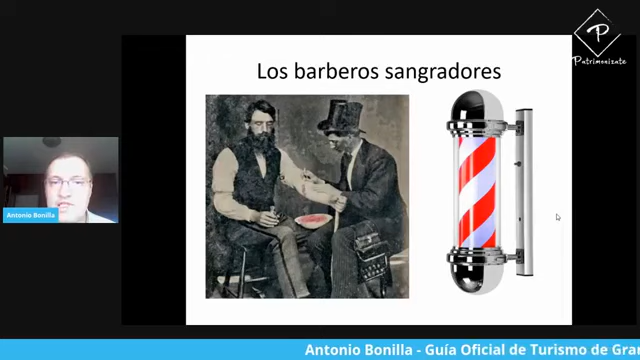 P
Patrimonízate
Los barberos sangradores
Antonio Bonilla
Antonio Bonilla - Guía Oficial de Turismo de Gra